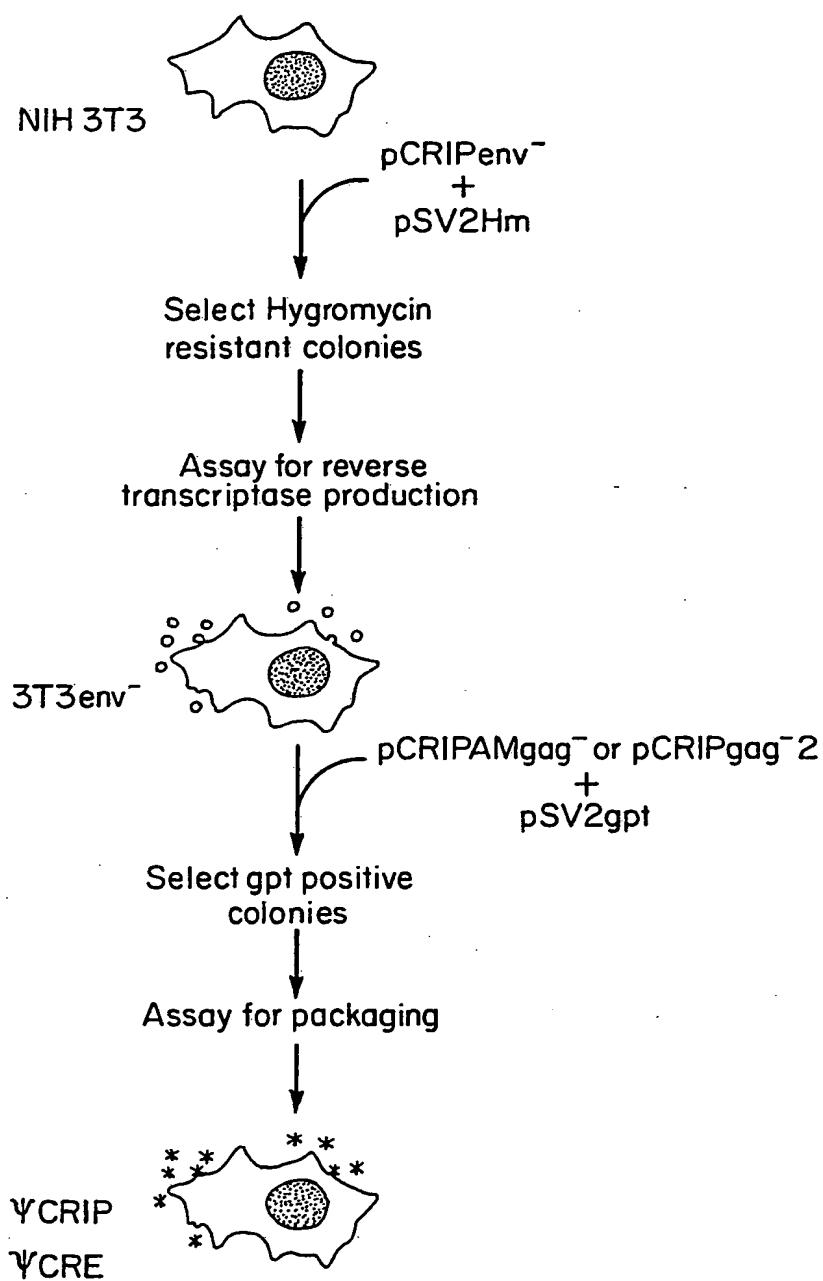 NIH 3T3
pCRIPenv⁻
+
pSV2Hm
Select Hygromycin
resistant colonies
Assay for reverse
transcriptase production
3T3env⁻
pCRIPAMgag⁻ or pCRIPgag⁻2
+
pSV2gpt
Select gpt positive
colonies
Assay for packaging
ΨCRIP
ΨCRE